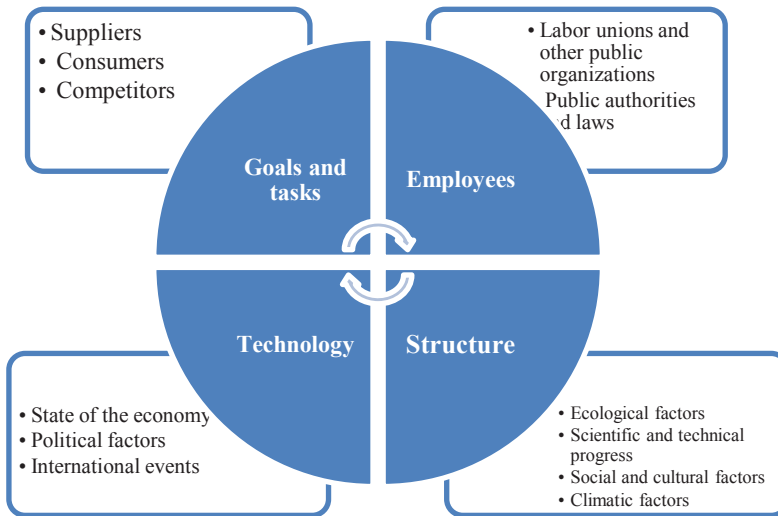 • Suppliers
• Consumers
• Competitors
• Labor unions and
other public
organizations
Public authorities
laws
Goals and
tasks
Employees
Technology
Structure
• State of the economy
• Political factors
• International events
• Ecological factors
• Scientific and technical
progress
• Social and cultural factors
• Climatic factors